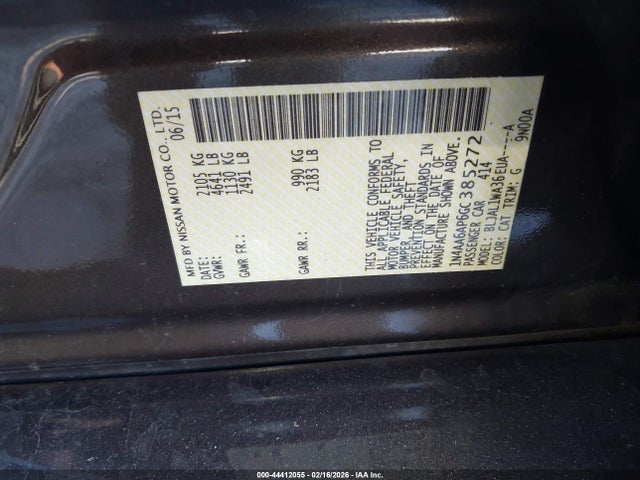 MFD BY NISSAN MOTOR CO., LTD.
DATE: 06/15
GVWR: 2105 KG
4641 LB
GAWR FR.: 1130 KG
2491 LB
GAWR RR.: 990 KG
2183 LB
THIS VEHICLE CONFORMS TO
ALL APPLICABLE FEDERAL
MOTOR VEHICLE SAFETY,
BUMPER, AND THEFT
PREVENTION STANDARDS IN
EFFECT ON THE DATE OF
MANUFACTURE SHOWN ABOVE.
1N4AA6AP6GC385272
PASSENGER CAR 414
MODEL: BLJALLWA36EUA----A
COLOR: CAT TRIM: G 9N00A
000-44412055 - 02/16/2026 - IAA Inc.